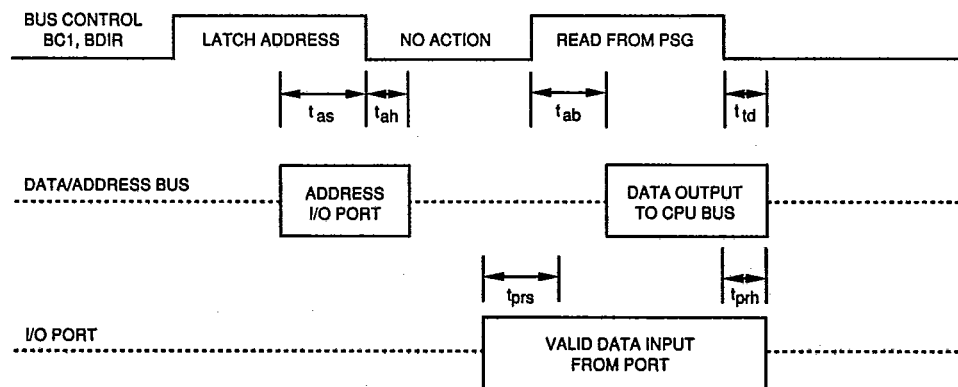 BUS CONTROL
BC1, BDIR
LATCH ADDRESS
NO ACTION
READ FROM PSG
tas
tah
tab
ttd
DATA/ADDRESS BUS
ADDRESS
I/O PORT
DATA OUTPUT
TO CPU BUS
tprs
tprh
I/O PORT
VALID DATA INPUT
FROM PORT